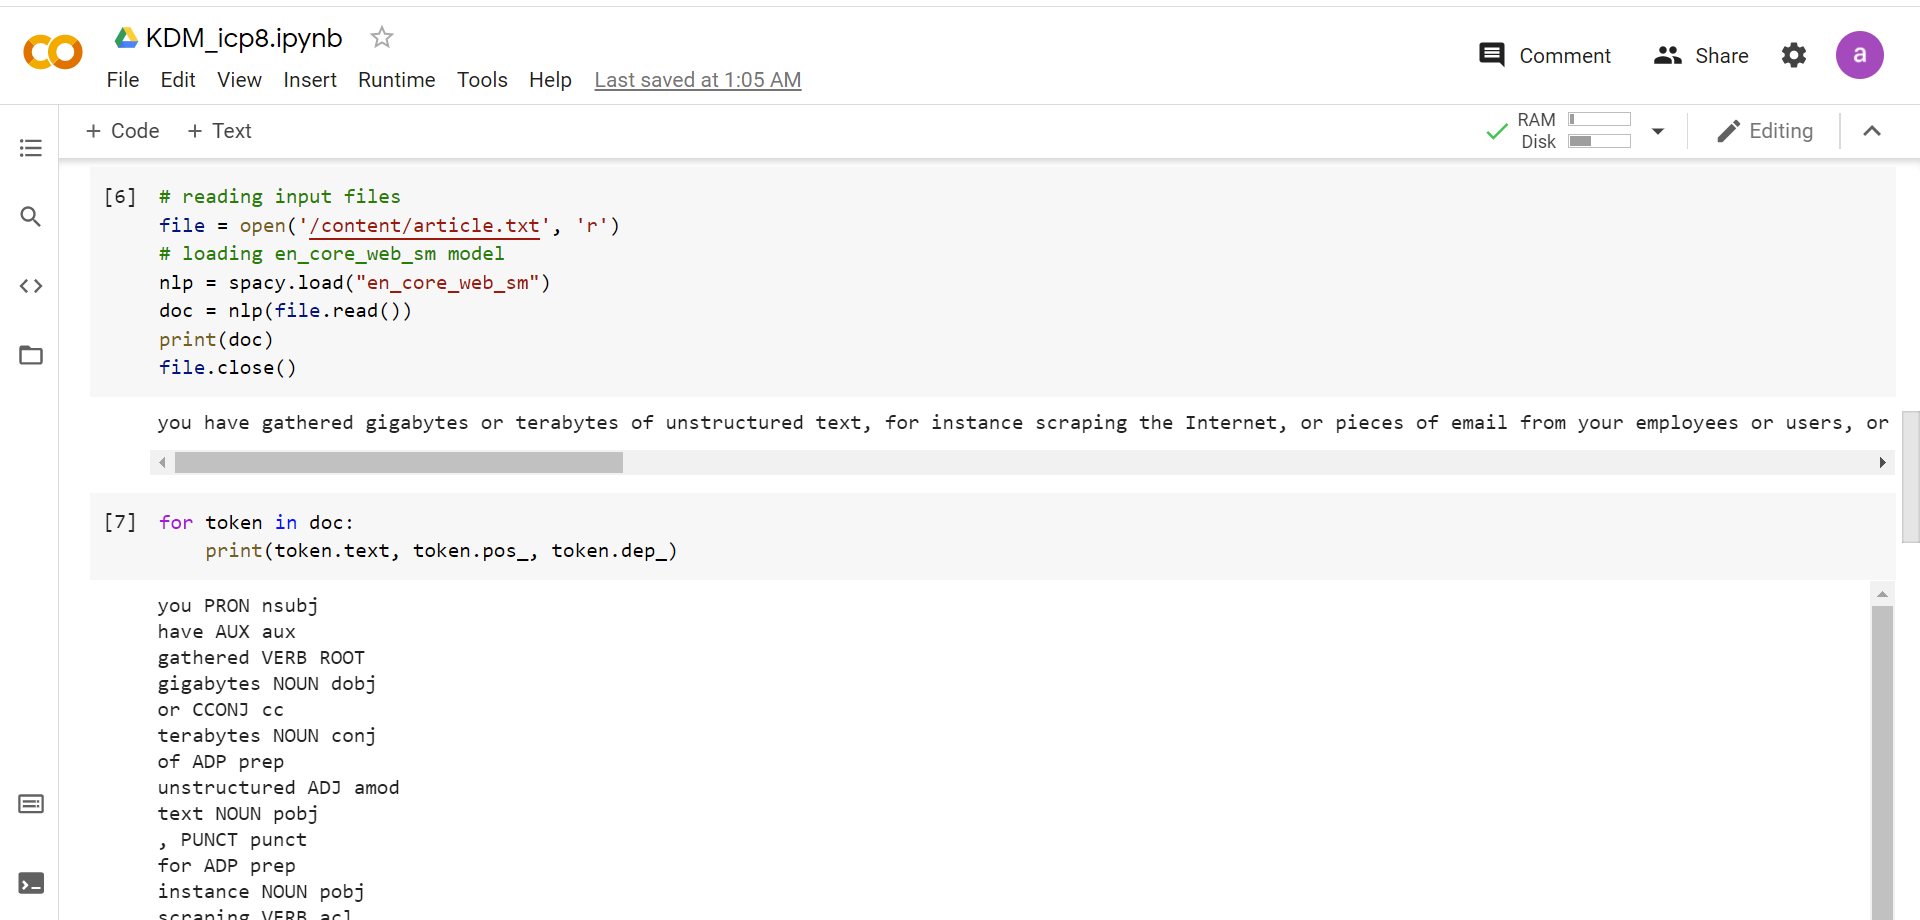 KDM_icp8.ipynb
File Edit View Insert Runtime Tools Help Last saved at 1:05 AM
Comment Share a
+ Code + Text
RAM
Disk
Editing
[6] # reading input files
file = open('/content/article.txt', 'r')
# loading en_core_web_sm model
nlp = spacy.load("en_core_web_sm")
doc = nlp(file.read())
print(doc)
file.close()
you have gathered gigabytes or terabytes of unstructured text, for instance scraping the Internet, or pieces of email from your employees or users, or
[7] for token in doc:
print(token.text, token.pos_, token.dep_)
you PRON nsubj
have AUX aux
gathered VERB ROOT
gigabytes NOUN dobj
or CCONJ cc
terabytes NOUN conj
of ADP prep
unstructured ADJ amod
text NOUN pobj
, PUNCT punct
for ADP prep
instance NOUN pobj
scraping VERB acl